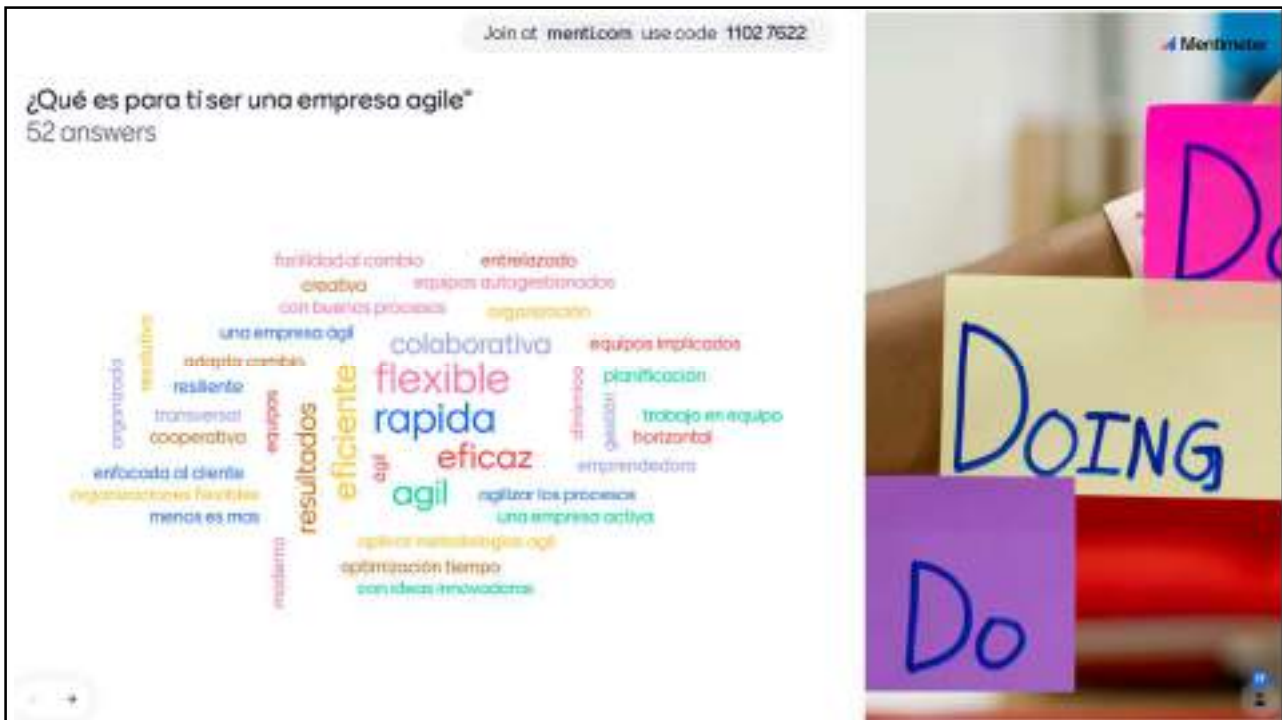 Join at menti.com use code 1102 7622
Mentimeter
¿Qué es para ti ser una empresa agile"
52 answers
facilidad al cambio
entrelazado
creativa
equipos autogestionados
con buenos procesos
organización
una empresa ágil
colaborativa
equipos implicados
resolutiva
adapta cambio
flexible
planificación
organizada
resiliente
eficiente
dinámico
transversal
equipos
resultados
rapida
gestión
trabajo en equipo
cooperativa
horizontal
eficaz
emprendedora
enfocada al cliente
ágil
agil
agilizar los procesos
organizaciones flexibles
una empresa activa
menos es mas
aplicar metodologias agil
moderna
optimización tiempo
con ideas innovadoras
Do
DOING
Do